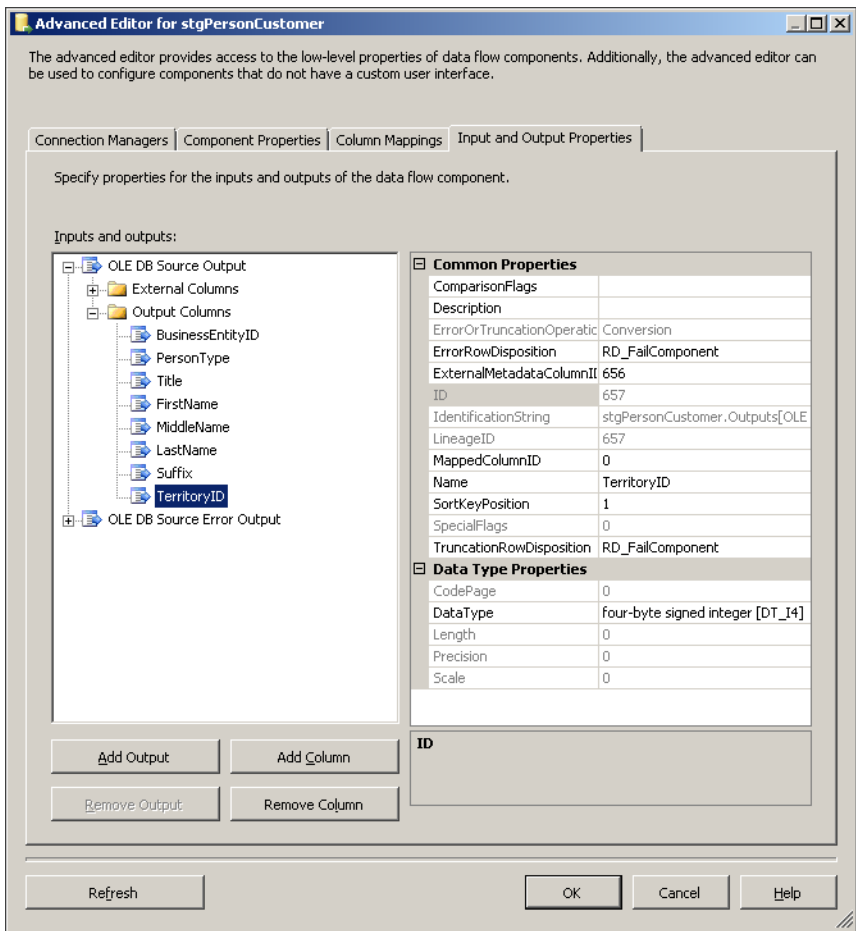 Advanced Editor for stgPersonCustomer
The advanced editor provides access to the low-level properties of data flow components. Additionally, the advanced editor can
be used to configure components that do not have a custom user interface.
Connection Managers Component Properties Column Mappings Input and Output Properties
Specify properties for the inputs and outputs of the data flow component.
Inputs and outputs:
OLE DB Source Output
External Columns
Output Columns
BusinessEntityID
PersonType
Title
FirstName
MiddleName
LastName
Suffix
TerritoryID
OLE DB Source Error Output
Common Properties
ComparisonFlags
Description
ErrorOrTruncationOperatic Conversion
ErrorRowDisposition RD_FailComponent
ExternalMetadataColumnID 656
ID 657
IdentificationString stgPersonCustomer.Outputs[OLE
LineageID 657
MappedColumnID 0
Name TerritoryID
SortKeyPosition 1
SpecialFlags 0
TruncationRowDisposition RD_FailComponent
Data Type Properties
CodePage 0
DataType four-byte signed integer [DT_I4]
Length 0
Precision 0
Scale 0
ID
Add Output Add Column
Remove Output Remove Column
Refresh OK Cancel Help